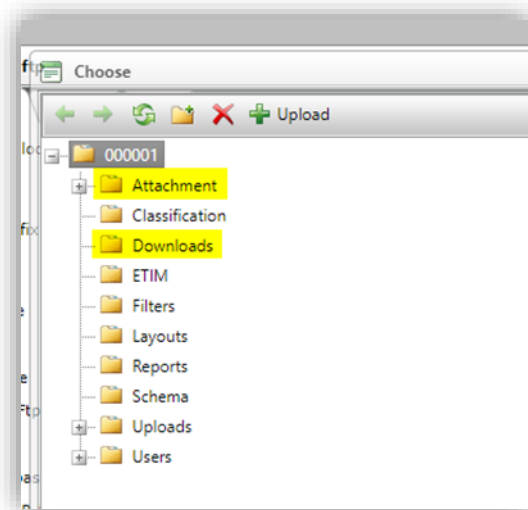 Choose
Upload
000001
Attachment
Classification
Downloads
ETIM
Filters
Layouts
Reports
Schema
Uploads
Users